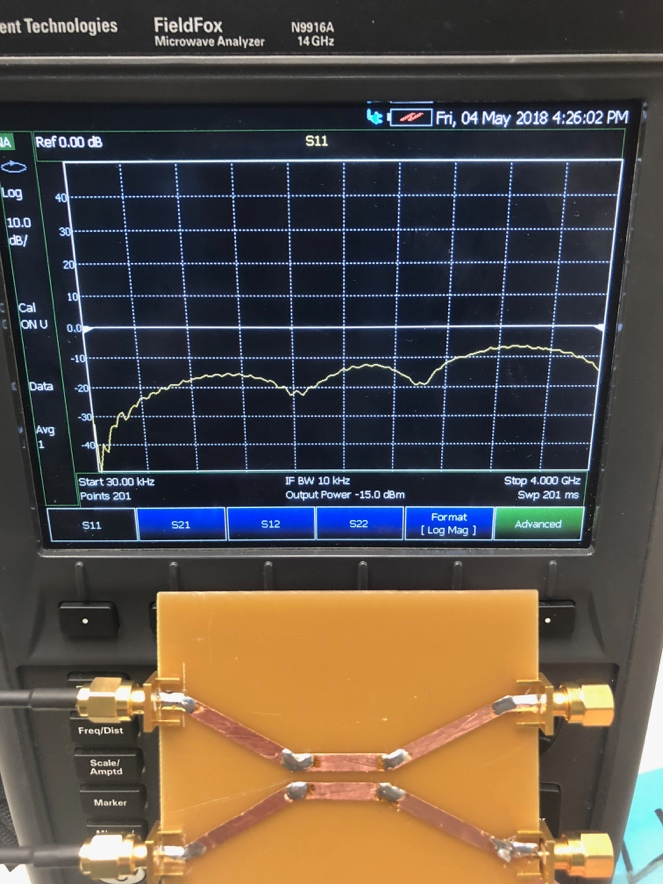 ent Technologies FieldFox N9916A
Microwave Analyzer 14 GHz
Fri, 04 May 2018 4:26:02 PM
Ref 0.00 dB S11
Log
10.0
dB/
Cal
ON U
Data
Avg
1
40
30
20
10
0.0
-10
-20
-30
-40
Start 30.00 kHz IF BW 10 kHz Stop 4.000 GHz
Points 201 Output Power -15.0 dBm Swp 201 ms
S11 S21 S12 S22 Format Advanced
[ Log Mag ]
Freq/Dist
Scale/
Amptd
Marker